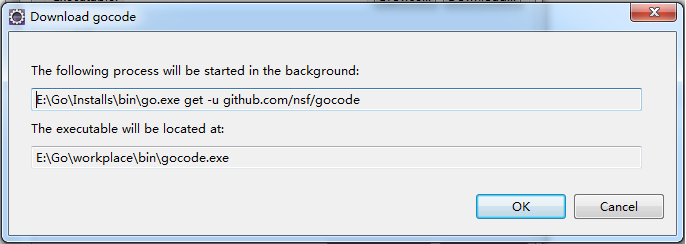 Download gocode
The following process will be started in the background:
E:\Go\Installs\bin\go.exe get -u github.com/nsf/gocode
The executable will be located at:
E:\Go\workplace\bin\gocode.exe
OK
Cancel